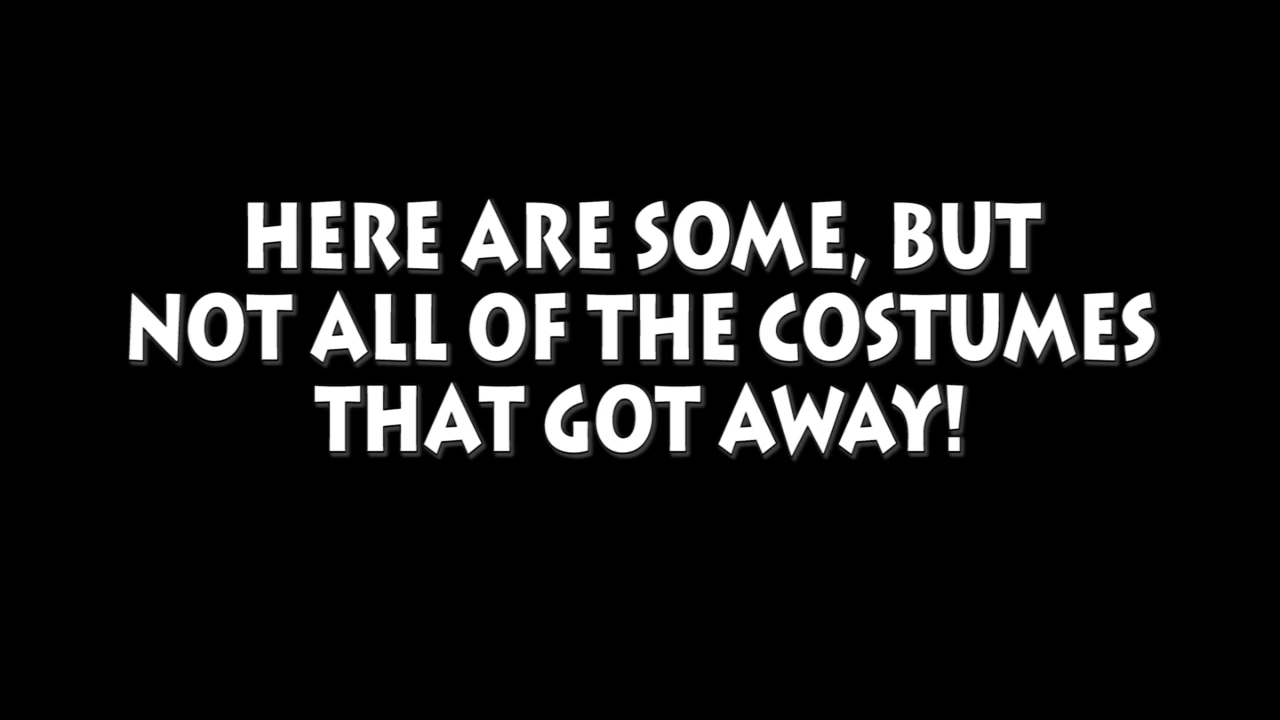 HERE ARE SOME, BUT
NOT ALL OF THE COSTUMES
THAT GOT AWAY!